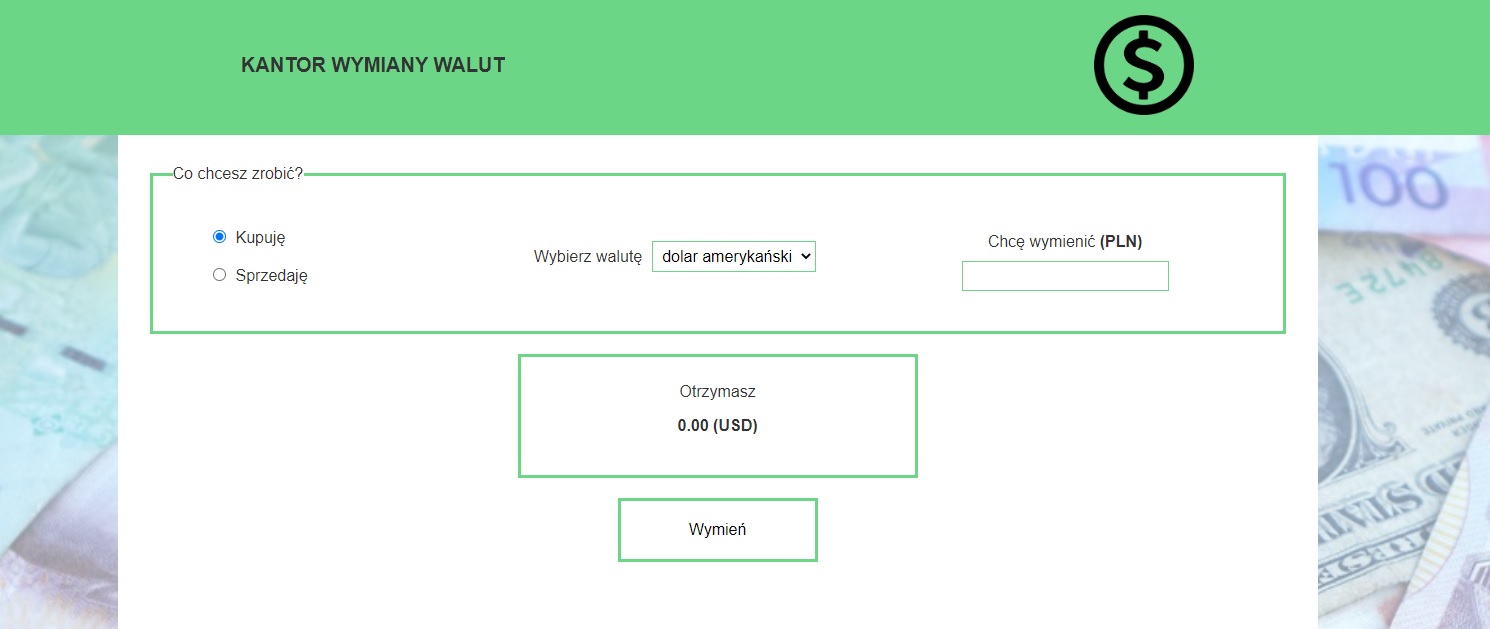 KANTOR WYMIANY WALUT
$
Co chcesz zrobić?
Kupuję
Sprzedaję
Wybierz walutę
dolar amerykański
Chcę wymienić (PLN)
Otrzymasz
0.00 (USD)
Wymień
100